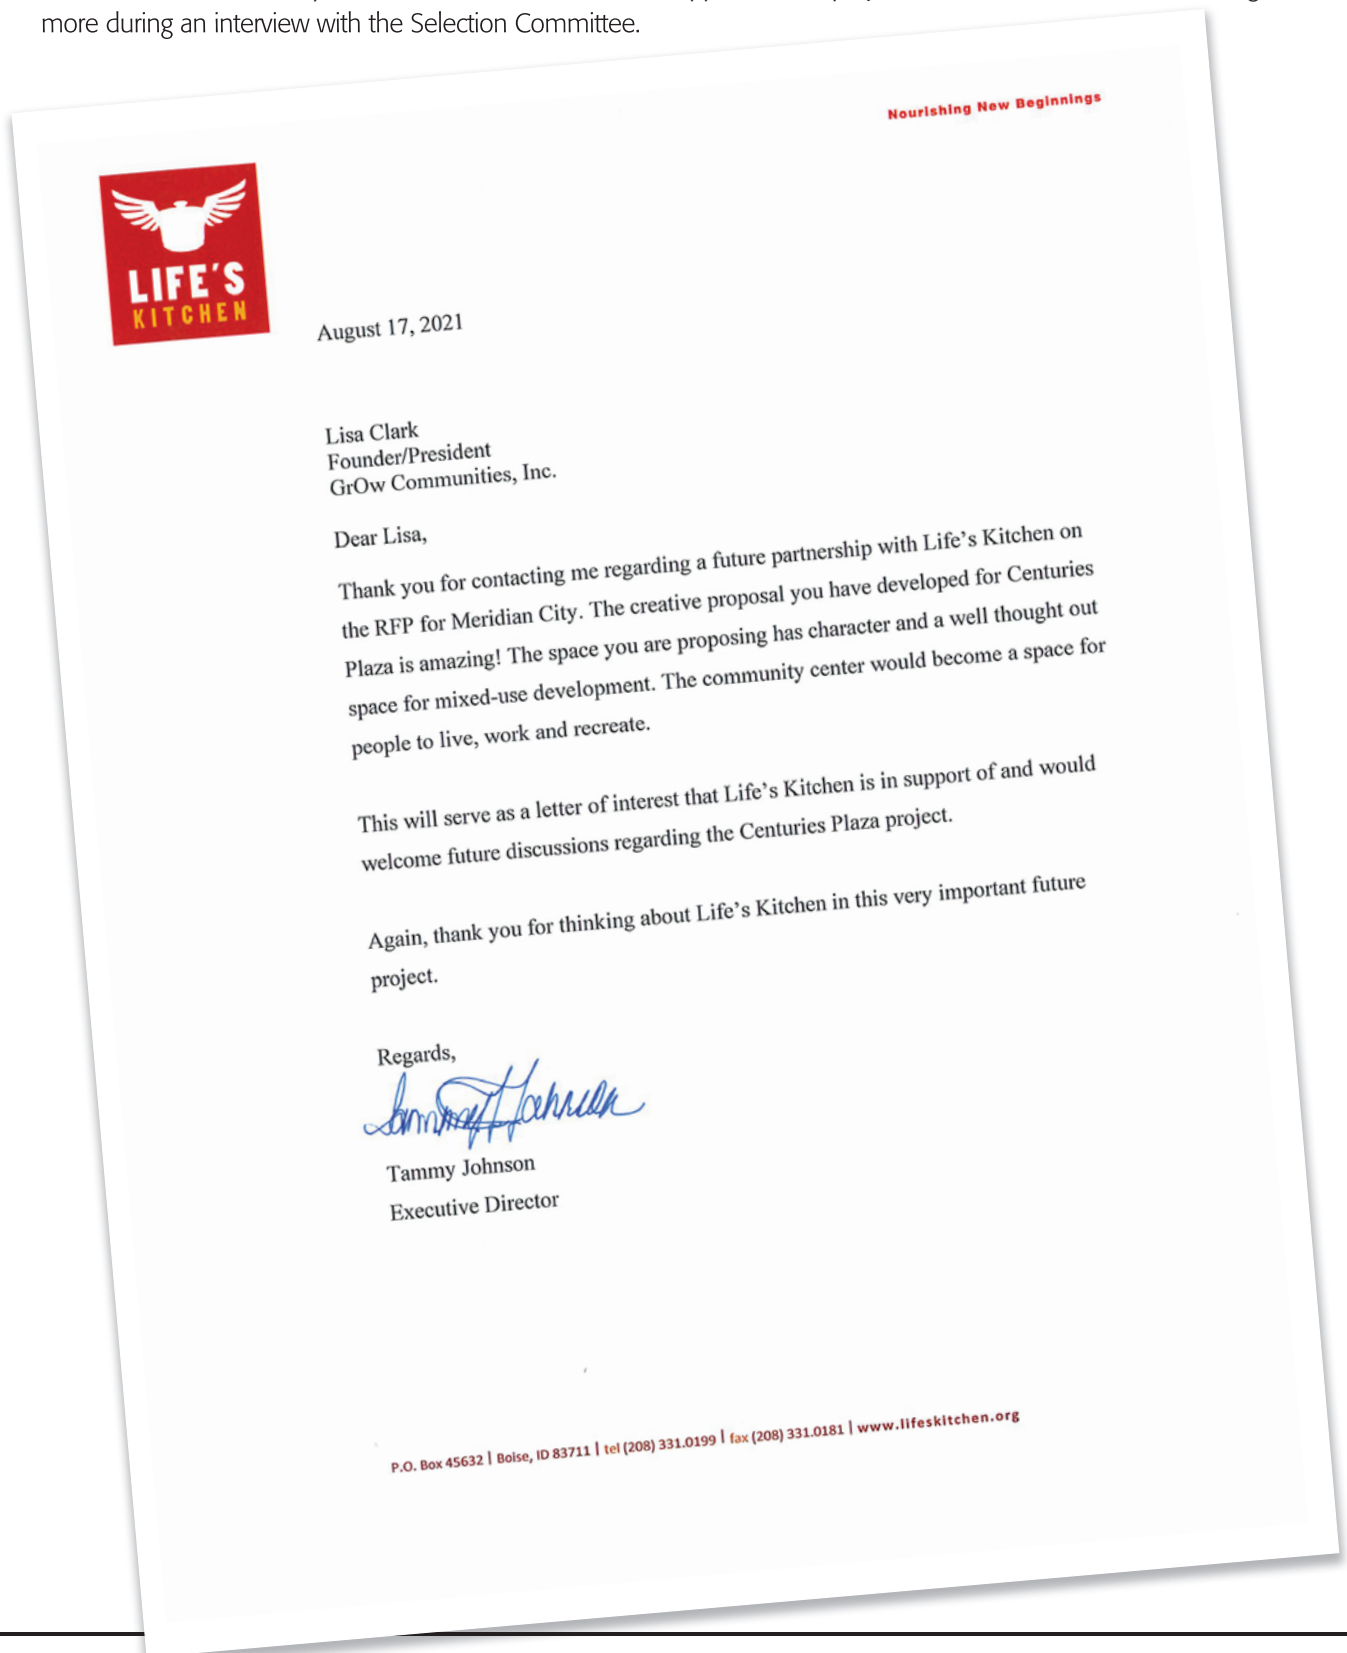 more during an interview with the Selection Committee.
Nourishing New Beginnings
LIFE'S
KITCHEN
August 17, 2021
Lisa Clark
Founder/President
GrOw Communities, Inc.
Dear Lisa,
Thank you for contacting me regarding a future partnership with Life's Kitchen on
the RFP for Meridian City. The creative proposal you have developed for Centuries
Plaza is amazing! The space you are proposing has character and a well thought out
space for mixed-use development. The community center would become a space for
people to live, work and recreate.
This will serve as a letter of interest that Life's Kitchen is in support of and would
welcome future discussions regarding the Centuries Plaza project.
Again, thank you for thinking about Life's Kitchen in this very important future
project.
Regards,
Tammy Johnson
Tammy Johnson
Executive Director
P.O. Box 45632 | Boise, ID 83711 | tel (208) 331.0199 | fax (208) 331.0181 | www.lifeskitchen.org